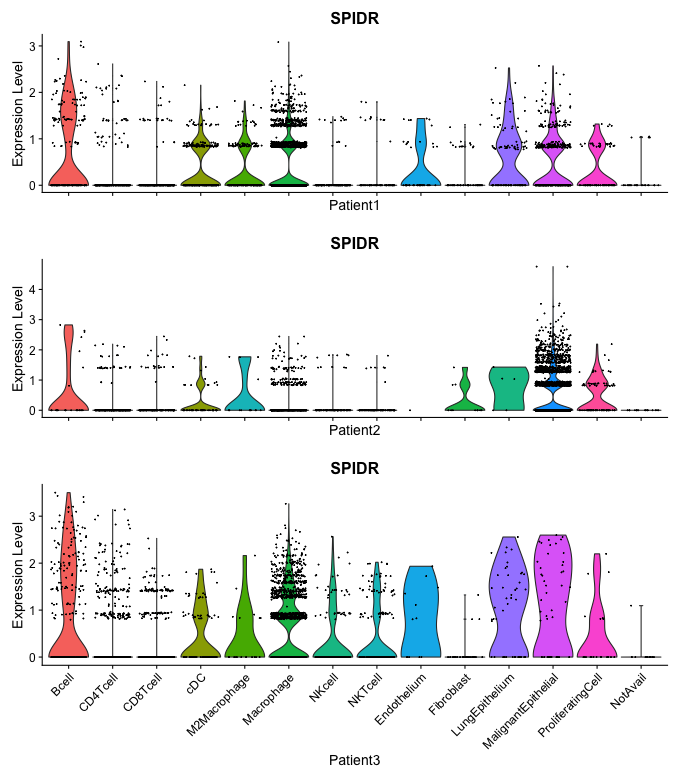 SPIDR
Expression Level
3
2
1
0
Patient1
SPIDR
Expression Level
4
3
2
1
0
Patient2
SPIDR
Expression Level
3
2
1
0
Bcell
CD4Tcell
CD8Tcell
cDC
M2Macrophage
Macrophage
NKcell
NKTcell
Endothelium
Fibroblast
LungEpithelium
MalignantEpithelial
ProliferatingCell
NotAvail
Patient3